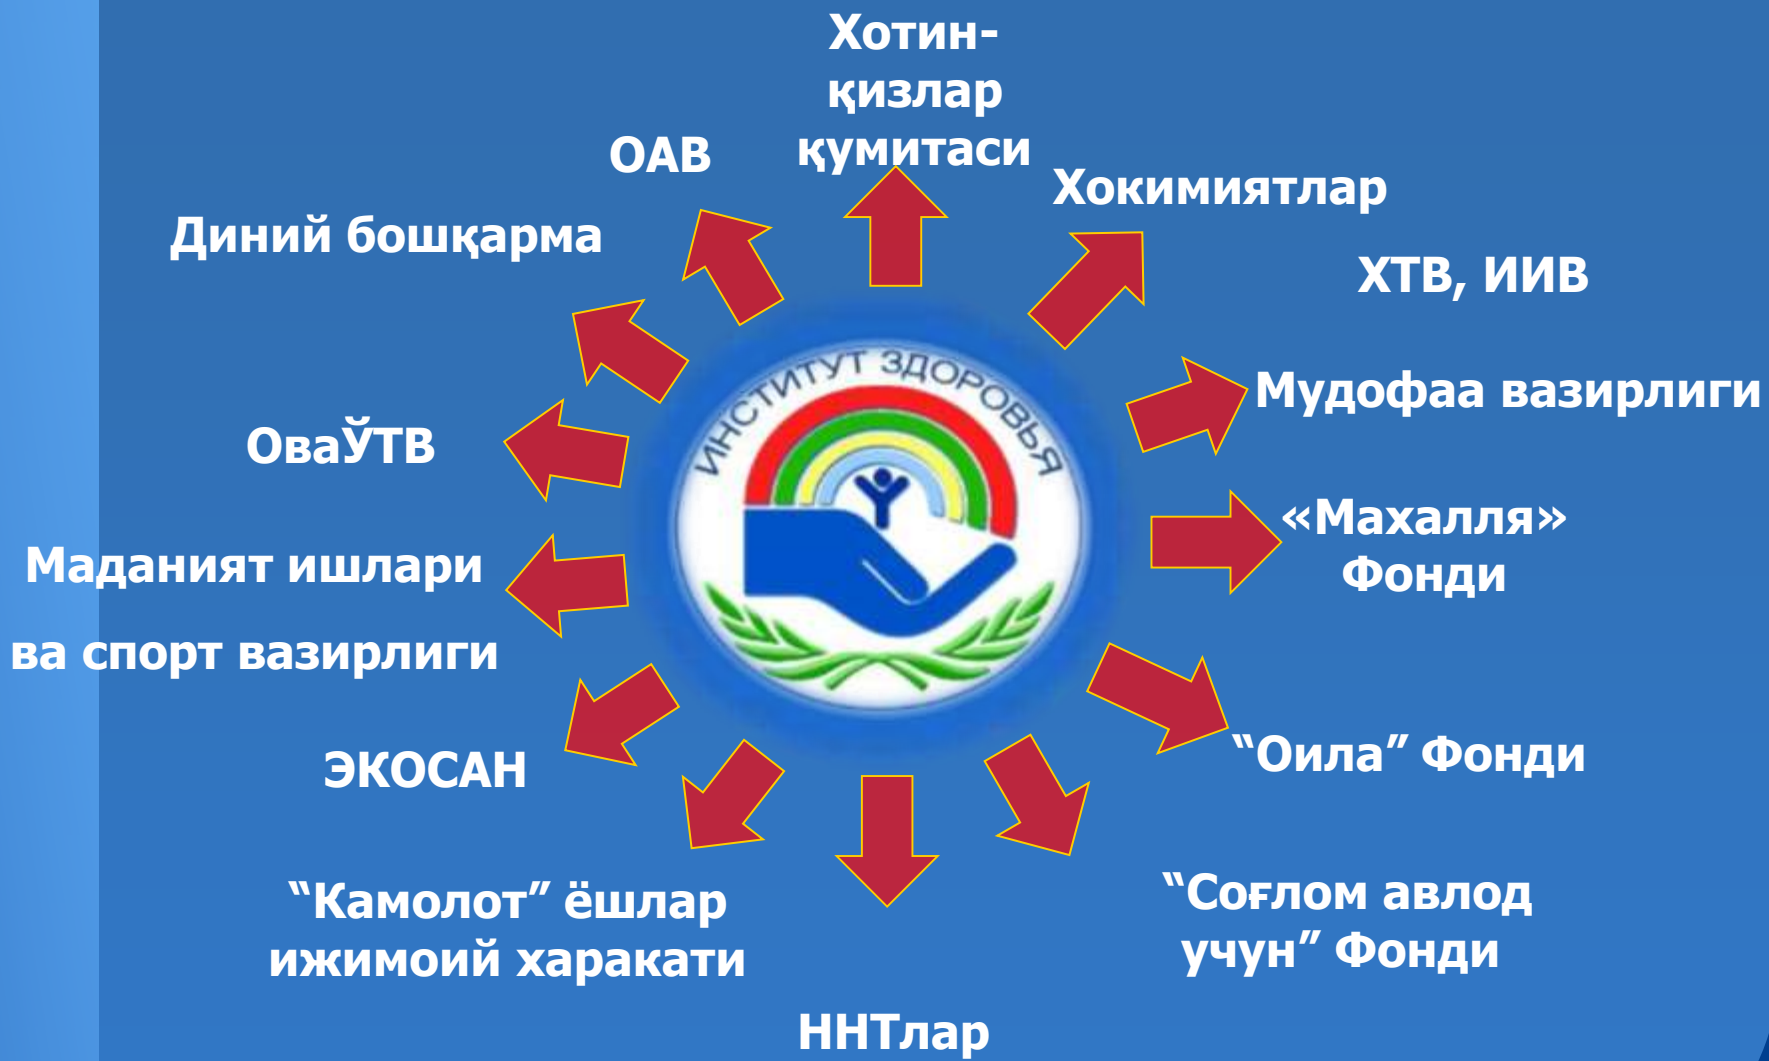 Хотин-
қизлар
қумитаси
ОАВ
Хокимиятлар
Диний бошқарма
ХТВ, ИИВ
ИНСТИТУТ ЗДОРОВЬЯ
Мудофаа вазирлиги
ОваЎТВ
«Махалля»
Фонди
Маданият ишлари
ва спорт вазирлиги
“Оила” Фонди
ЭКОСАН
“Соғлом авлод
учун” Фонди
“Камолот” ёшлар
ижимоий харакати
ННТлар